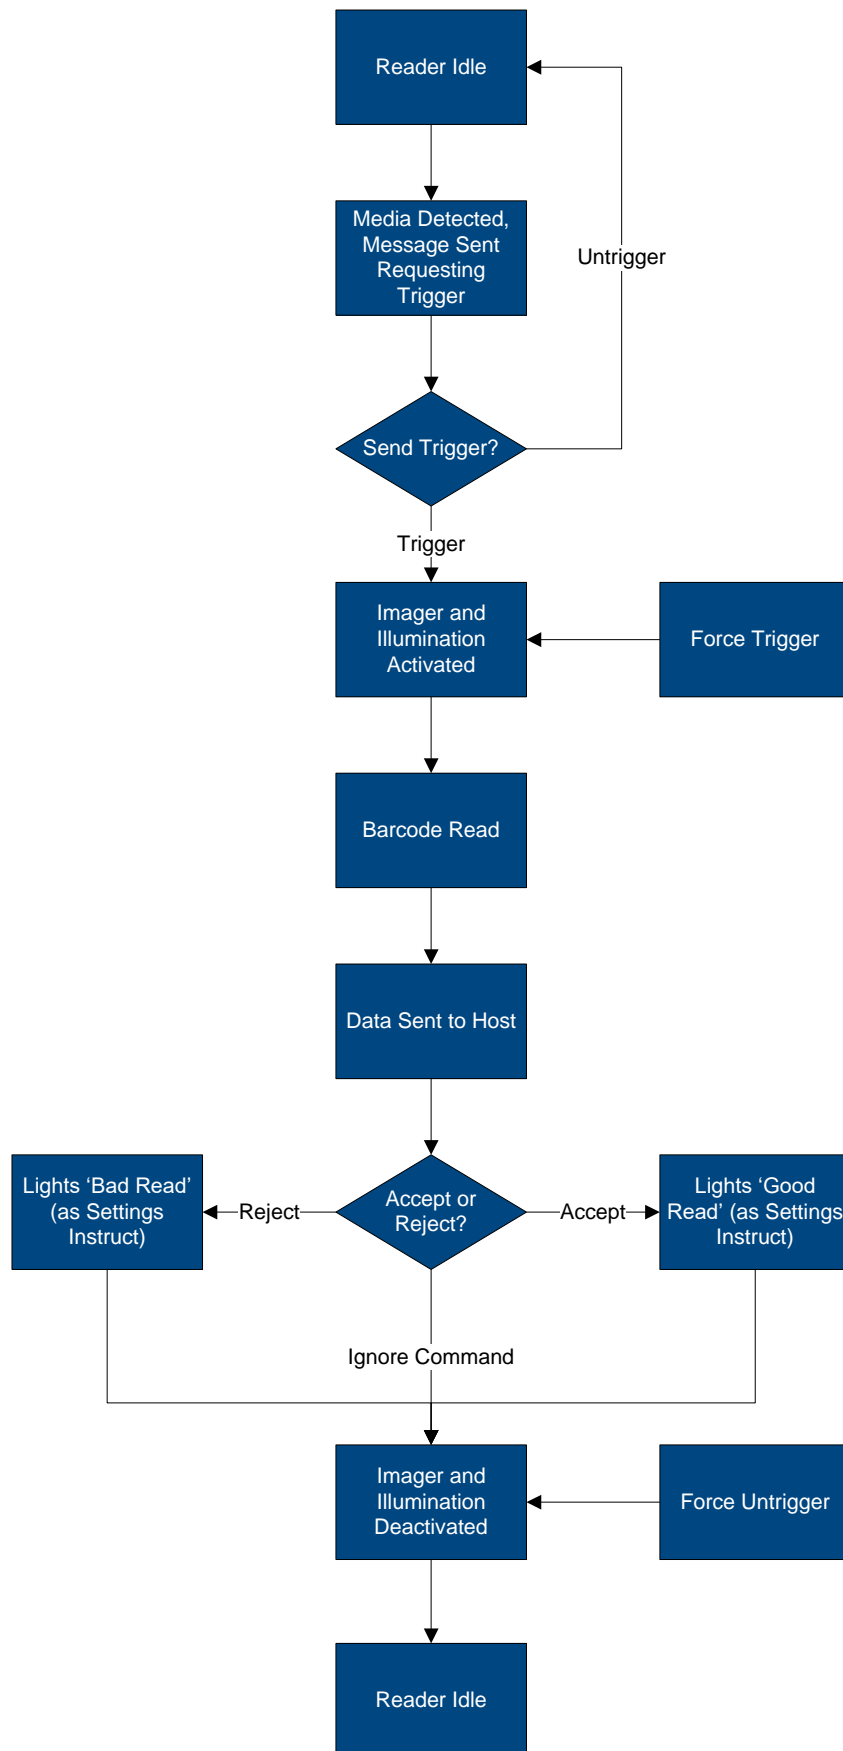 Reader Idle
Media Detected,
Message Sent
Requesting
Trigger
Untrigger
Send Trigger?
Trigger
Imager and
Illumination
Activated
Force Trigger
Barcode Read
Data Sent to Host
Lights ‘Bad Read’
(as Settings
Instruct)
Reject
Accept or
Reject?
Accept
Lights ‘Good
Read’ (as Settings
Instruct)
Ignore Command
Imager and
Illumination
Deactivated
Force Untrigger
Reader Idle